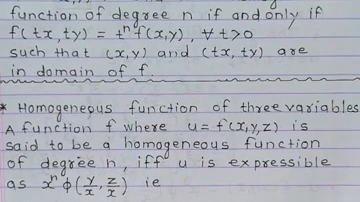 function of degree n if and only if
f(tx, ty) = tⁿ f(x, y), ∀ t>0
such that (x, y) and (tx, ty) are
in domain of f.
* Homogeneous function of three variables
A function f where u = f(x, y, z) is
said to be a homogeneous function
of degree n, iff u is expressible
as xⁿ ϕ(y/x, z/x) ie